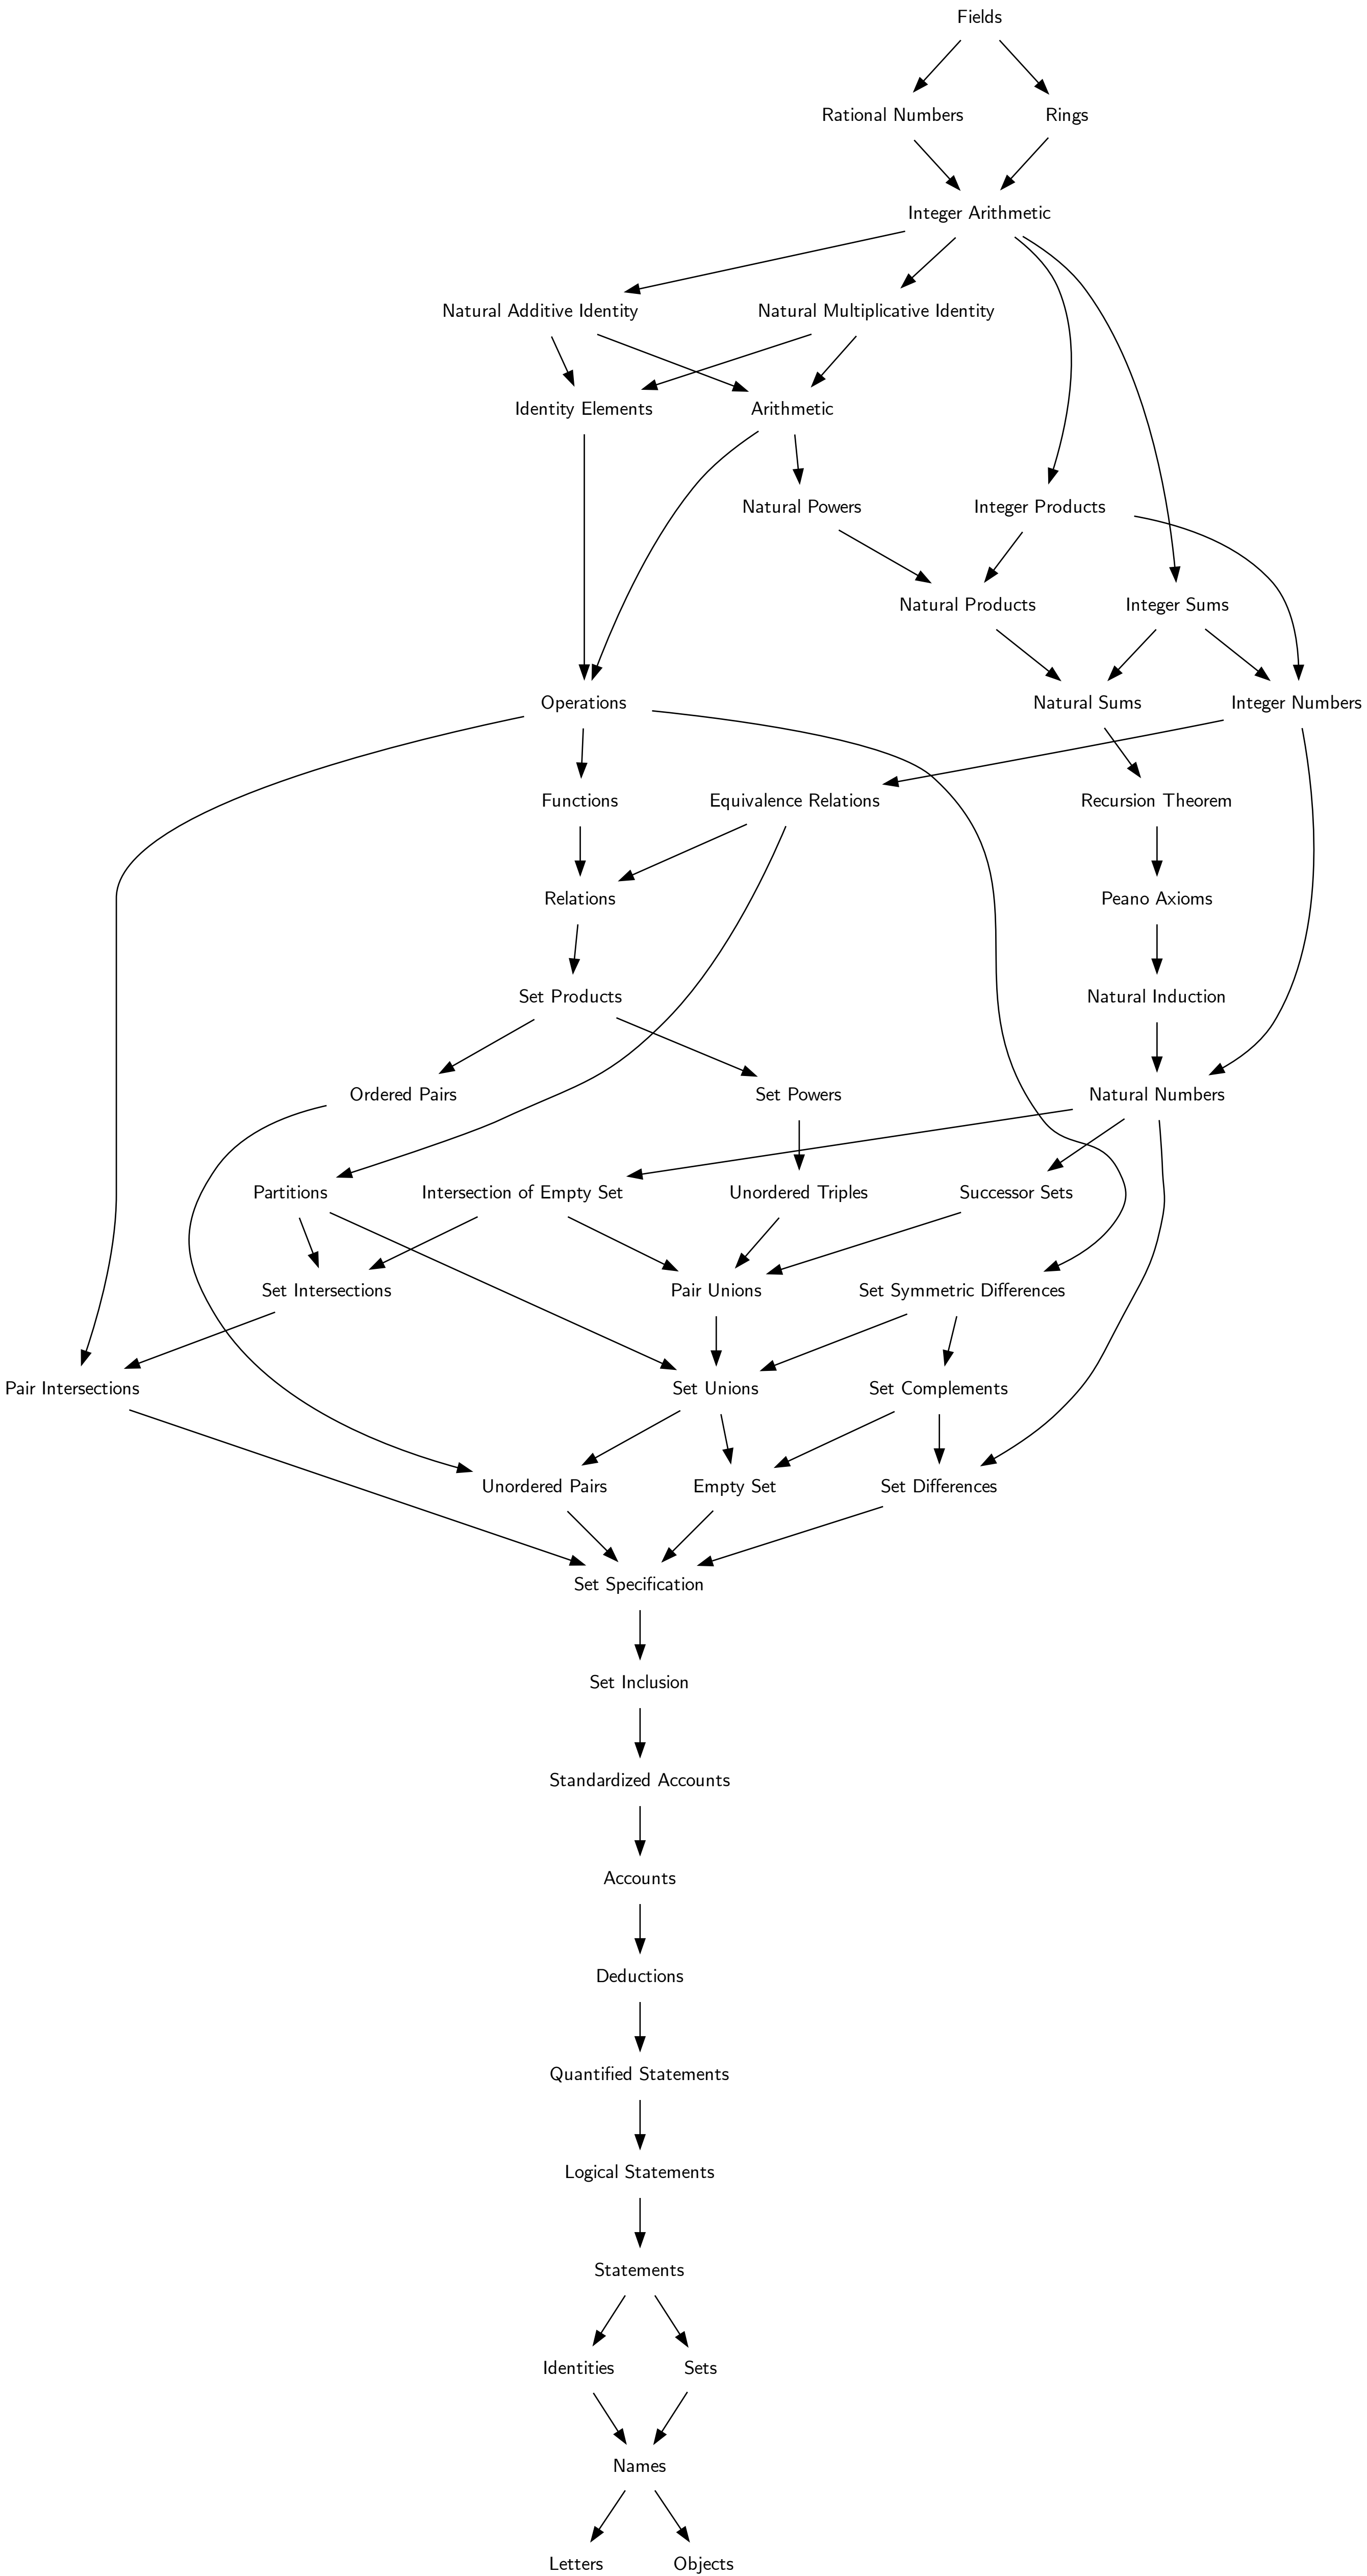 Fields
Rational Numbers
Rings
Integer Arithmetic
Natural Additive Identity
Natural Multiplicative Identity
Identity Elements
Arithmetic
Natural Powers
Integer Products
Natural Products
Integer Sums
Operations
Natural Sums
Integer Numbers
Functions
Equivalence Relations
Recursion Theorem
Relations
Peano Axioms
Set Products
Natural Induction
Ordered Pairs
Set Powers
Natural Numbers
Partitions
Intersection of Empty Set
Unordered Triples
Successor Sets
Set Intersections
Pair Unions
Set Symmetric Differences
Pair Intersections
Set Unions
Set Complements
Unordered Pairs
Empty Set
Set Differences
Set Specification
Set Inclusion
Standardized Accounts
Accounts
Deductions
Quantified Statements
Logical Statements
Statements
Identities
Sets
Names
Letters
Objects